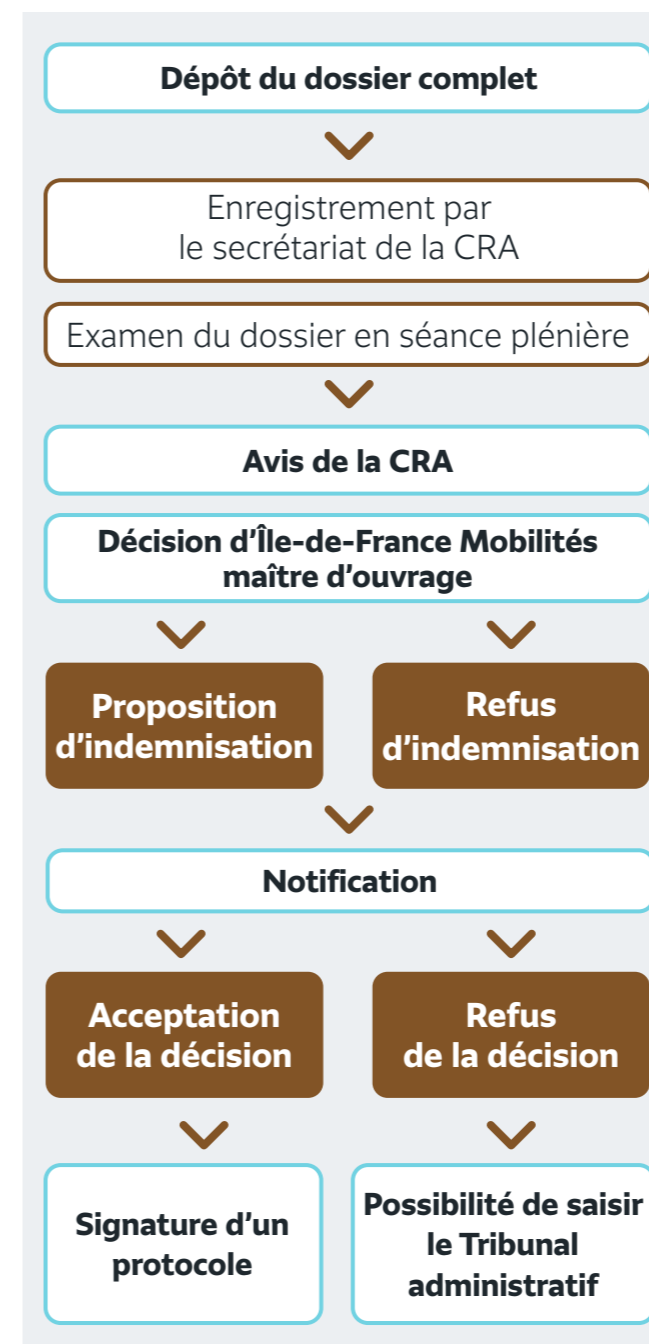 Dépôt du dossier complet
Enregistrement par
le secrétariat de la CRA
Examen du dossier en séance plénière
Avis de la CRA
Décision d'Île-de-France Mobilités
maître d'ouvrage
Proposition
d'indemnisation
Refus
d'indemnisation
Notification
Acceptation
de la décision
Refus
de la décision
Signature d'un
protocole
Possibilité de saisir
le Tribunal
administratif